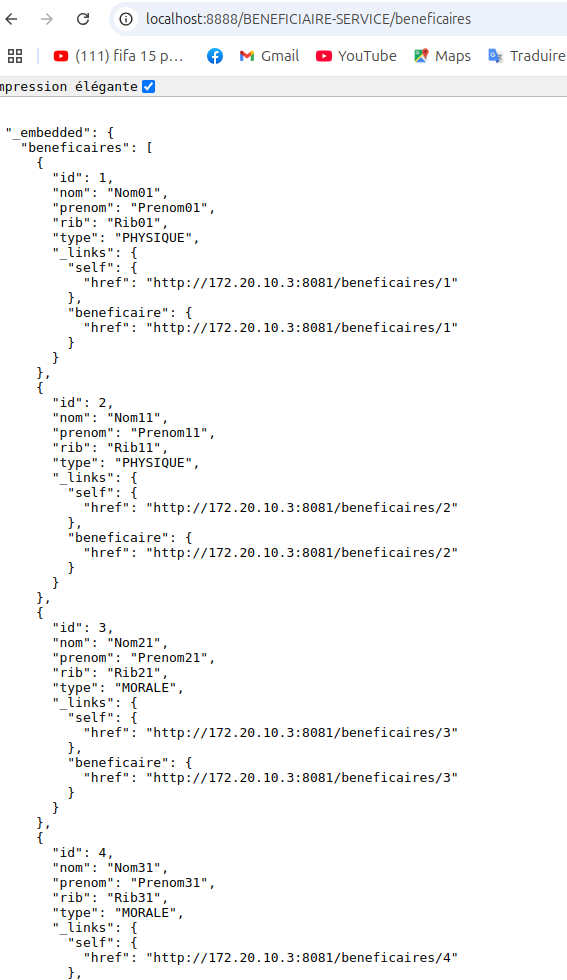 localhost:8888/BENEFICIAIRE-SERVICE/beneficaires
(111) fifa 15 p... Gmail YouTube Maps Traduire
mpression élégante
"_embedded": {
"beneficaires": [
{
"id": 1,
"nom": "Nom01",
"prenom": "Prenom01",
"rib": "Rib01",
"type": "PHYSIQUE",
"_links": {
"self": {
"href": "http://172.20.10.3:8081/beneficaires/1"
},
"beneficaire": {
"href": "http://172.20.10.3:8081/beneficaires/1"
}
}
},
{
"id": 2,
"nom": "Nom11",
"prenom": "Prenom11",
"rib": "Rib11",
"type": "PHYSIQUE",
"_links": {
"self": {
"href": "http://172.20.10.3:8081/beneficaires/2"
},
"beneficaire": {
"href": "http://172.20.10.3:8081/beneficaires/2"
}
}
},
{
"id": 3,
"nom": "Nom21",
"prenom": "Prenom21",
"rib": "Rib21",
"type": "MORALE",
"_links": {
"self": {
"href": "http://172.20.10.3:8081/beneficaires/3"
},
"beneficaire": {
"href": "http://172.20.10.3:8081/beneficaires/3"
}
}
},
{
"id": 4,
"nom": "Nom31",
"prenom": "Prenom31",
"rib": "Rib31",
"type": "MORALE",
"_links": {
"self": {
"href": "http://172.20.10.3:8081/beneficaires/4"
},